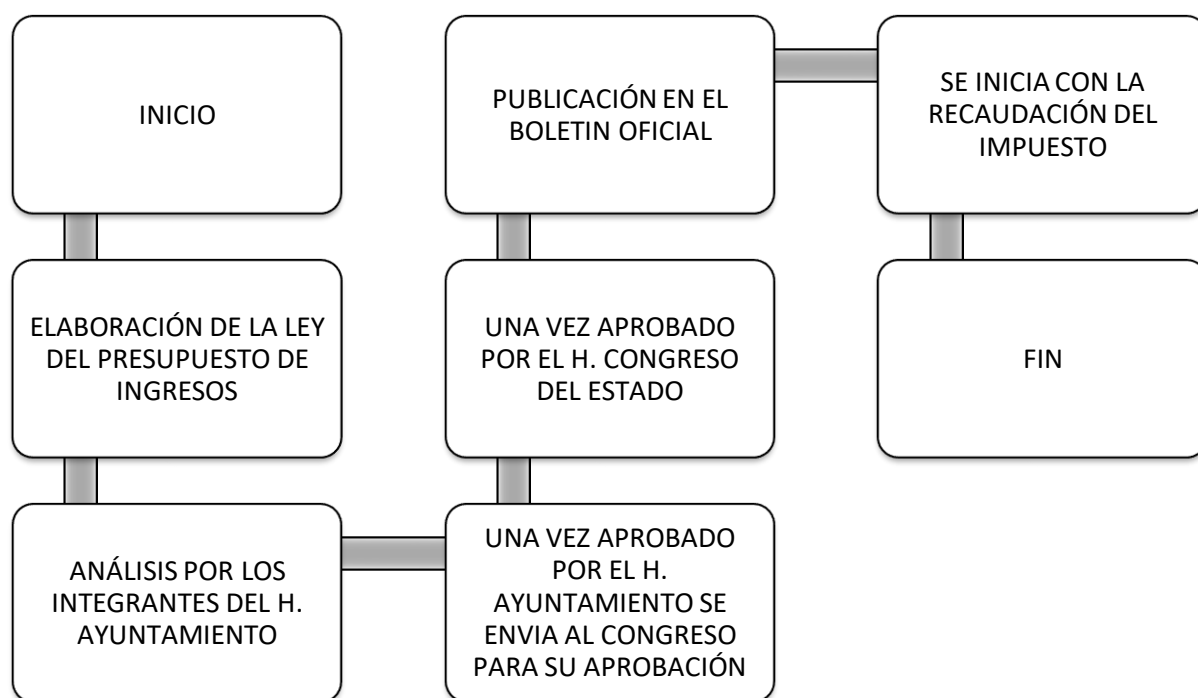 INICIO
ELABORACIÓN DE LA LEY
DEL PRESUPUESTO DE
INGRESOS
ANÁLISIS POR LOS
INTEGRANTES DEL H.
AYUNTAMIENTO
UNA VEZ APROBADO
POR EL H.
AYUNTAMIENTO SE
ENVIA AL CONGRESO
PARA SU APROBACIÓN
UNA VEZ APROBADO
POR EL H. CONGRESO
DEL ESTADO
PUBLICACIÓN EN EL
BOLETIN OFICIAL
SE INICIA CON LA
RECAUDACIÓN DEL
IMPUESTO
FIN